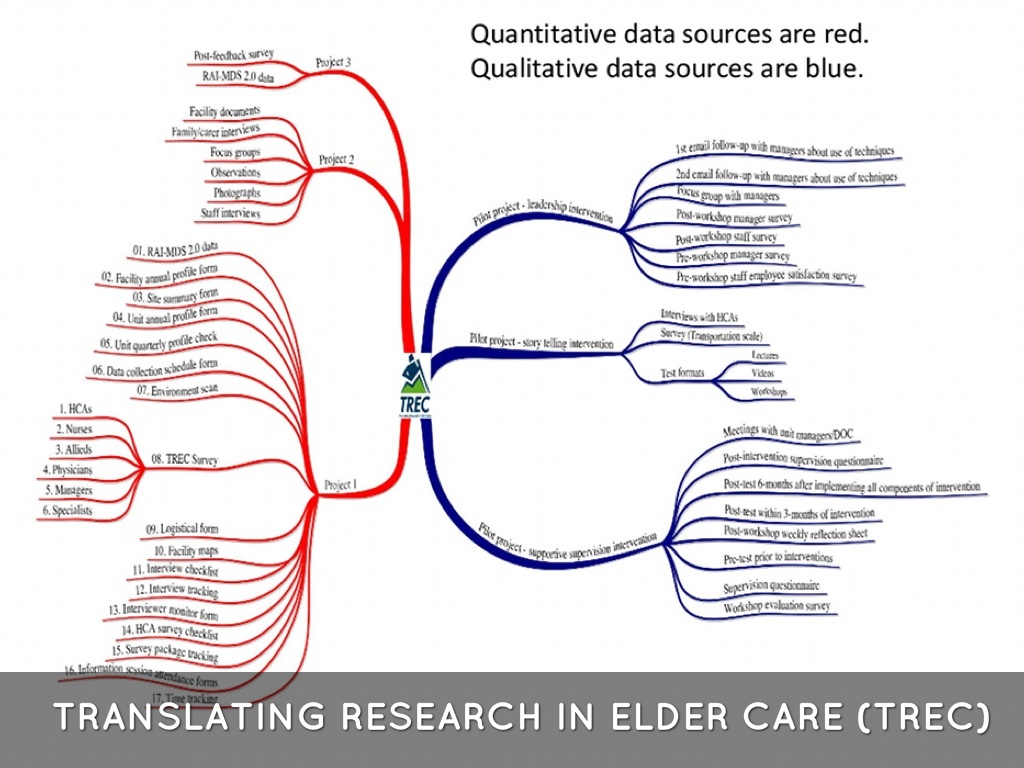 Quantitative data sources are red.
Qualitative data sources are blue.
Project 3
Post-feedback survey
RAI-MDS 2.0 data
Project 2
Facility documents
Family/carer interviews
Focus groups
Observations
Photographs
Staff interviews
Project 1
01. RAI-MDS 2.0 data
02. Facility annual profile form
03. Site summary form
04. Unit annual profile form
05. Unit quarterly profile check
06. Data collection schedule form
07. Environment scan
08. TREC Survey
1. HCAs
2. Nurses
3. Allieds
4. Physicians
5. Managers
6. Specialists
09. Logistical form
10. Facility maps
11. Interview checklist
12. Interview tracking
13. Interviewer monitor form
14. HCA survey checklist
15. Survey package tracking
16. Information session attendance forms
17. Time tracking
TREC
Pilot project - leadership intervention
1st email follow-up with managers about use of techniques
2nd email follow-up with managers about use of techniques
Focus group with managers
Post-workshop manager survey
Post-workshop staff survey
Pre-workshop manager survey
Pre-workshop staff employee satisfaction survey
Pilot project - story telling intervention
Interviews with HCAs
Survey (Transportation scale)
Test formats
Lectures
Videos
Workshops
Pilot project - supportive supervision intervention
Meetings with unit managers/DOC
Post-intervention supervision questionnaire
Post-test 6-months after implementing all components of intervention
Post-test within 3-months of intervention
Post-workshop weekly reflection sheet
Pre-test prior to interventions
Supervision questionnaire
Workshop evaluation survey
TRANSLATING RESEARCH IN ELDER CARE (TREC)